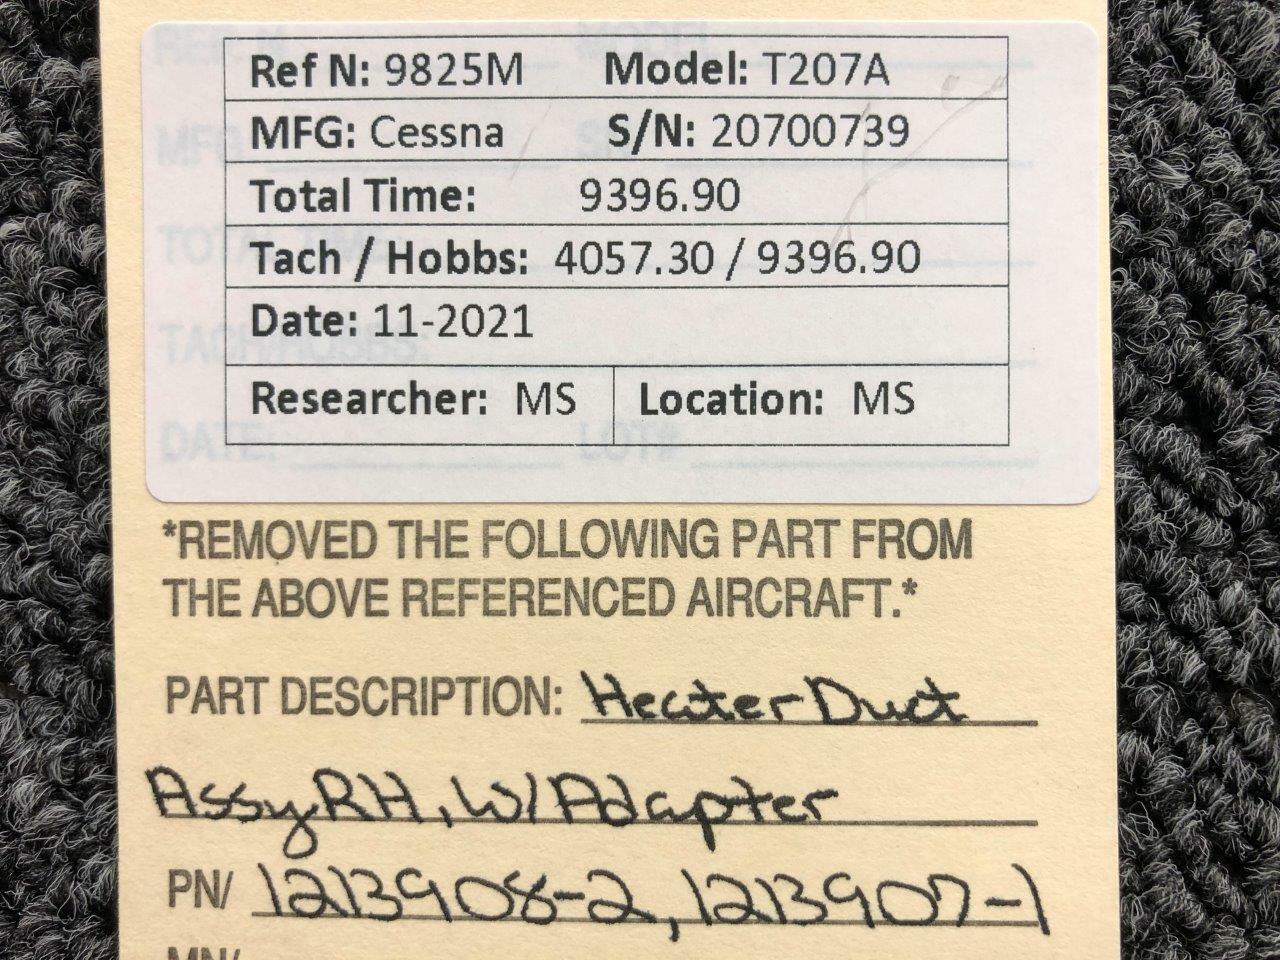 Ref N: 9825M Model: T207A
MFG: Cessna S/N: 20700739
Total Time: 9396.90
Tach / Hobbs: 4057.30 / 9396.90
Date: 11-2021
Researcher: MS Location: MS
*REMOVED THE FOLLOWING PART FROM
THE ABOVE REFERENCED AIRCRAFT.*
PART DESCRIPTION: Heater Duct
Assy RH, W/ Adapter
PN/ 1213908-2, 1213907-1
MN/